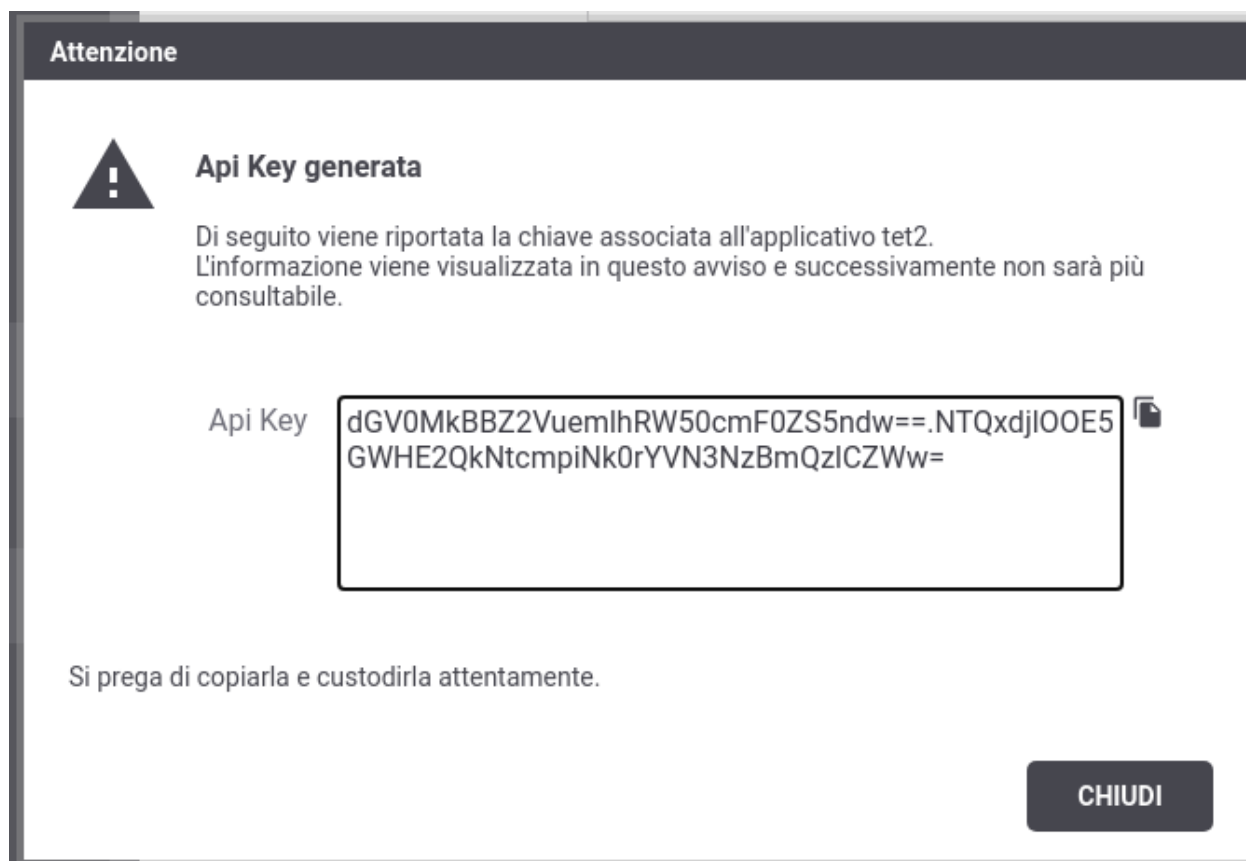 Attenzione
Api Key generata
Di seguito viene riportata la chiave associata all'applicativo tet2.
L'informazione viene visualizzata in questo avviso e successivamente non sarà più
consultabile.
Api Key
dGV0MkBBZ2VuemlhRW50cmF0ZS5ndw==.NTQxdjlOOE5
GWHE2QkNtcmpiNk0rYVN3NzBmQzlCZWw=
Si prega di copiarla e custodirla attentamente.
CHIUDI